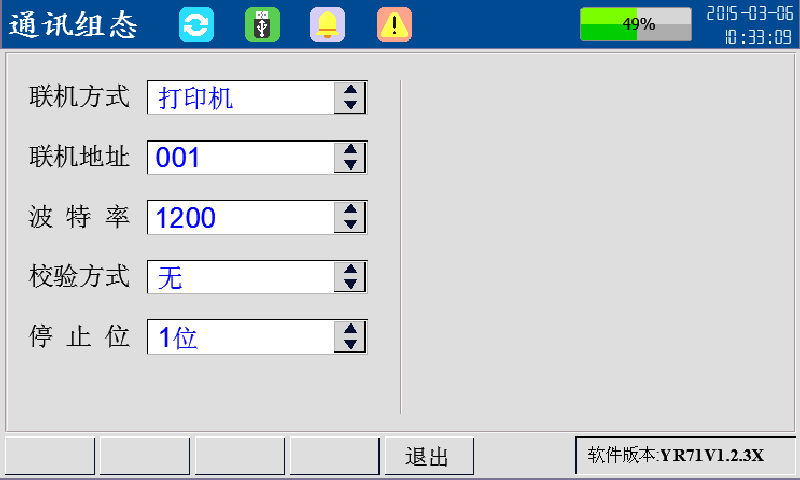 通讯组态
49%
2015-03-06
10:33:09
联机方式 打印机
联机地址 001
波 特 率 1200
校验方式 无
停 止 位 1位
退出
软件版本:YR71V1.2.3X